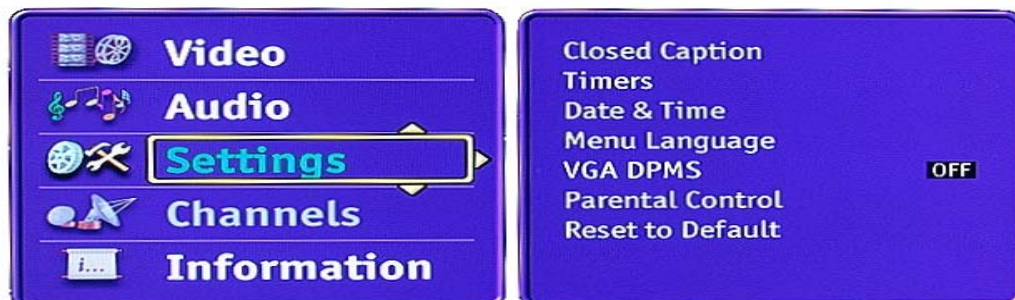 Video
Audio
Settings
Channels
i...
Information
Closed Caption
Timers
Date & Time
Menu Language
VGA DPMS OFF
Parental Control
Reset to Default